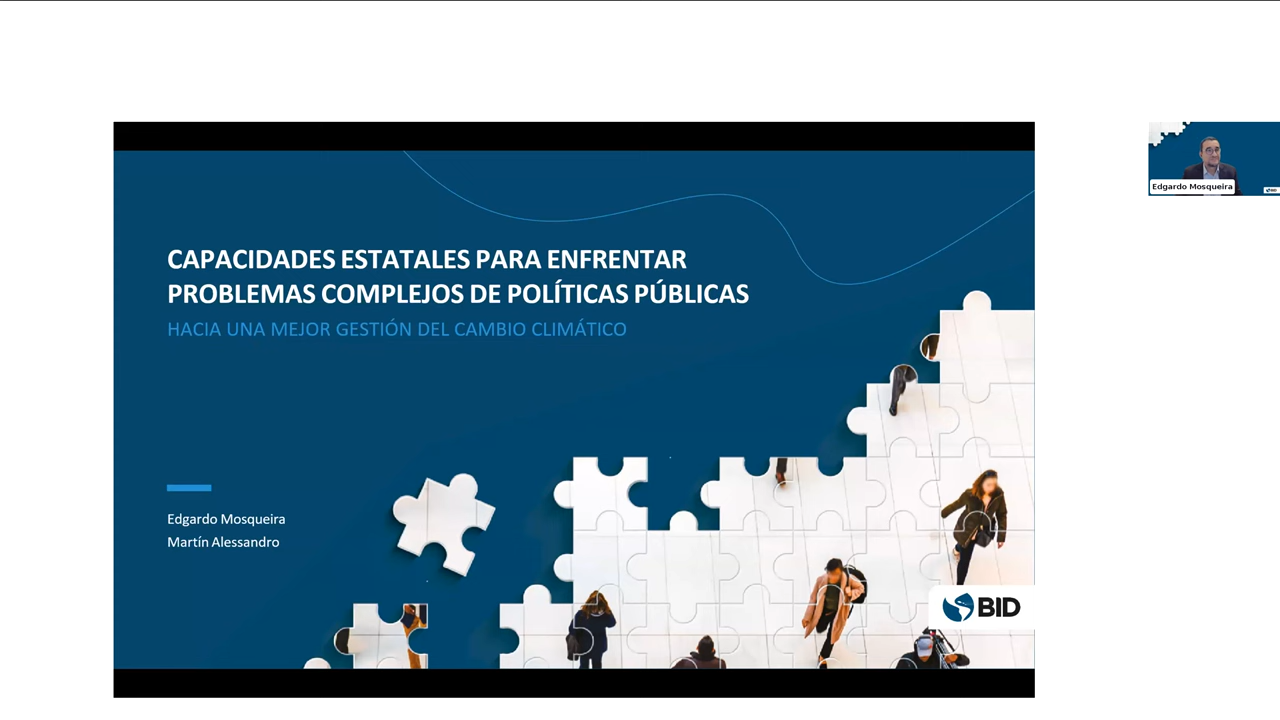 CAPACIDADES ESTATALES PARA ENFRENTAR
PROBLEMAS COMPLEJOS DE POLÍTICAS PÚBLICAS
HACIA UNA MEJOR GESTIÓN DEL CAMBIO CLIMÁTICO
Edgardo Mosqueira
Martín Alessandro
BID
Edgardo Mosqueira
BID